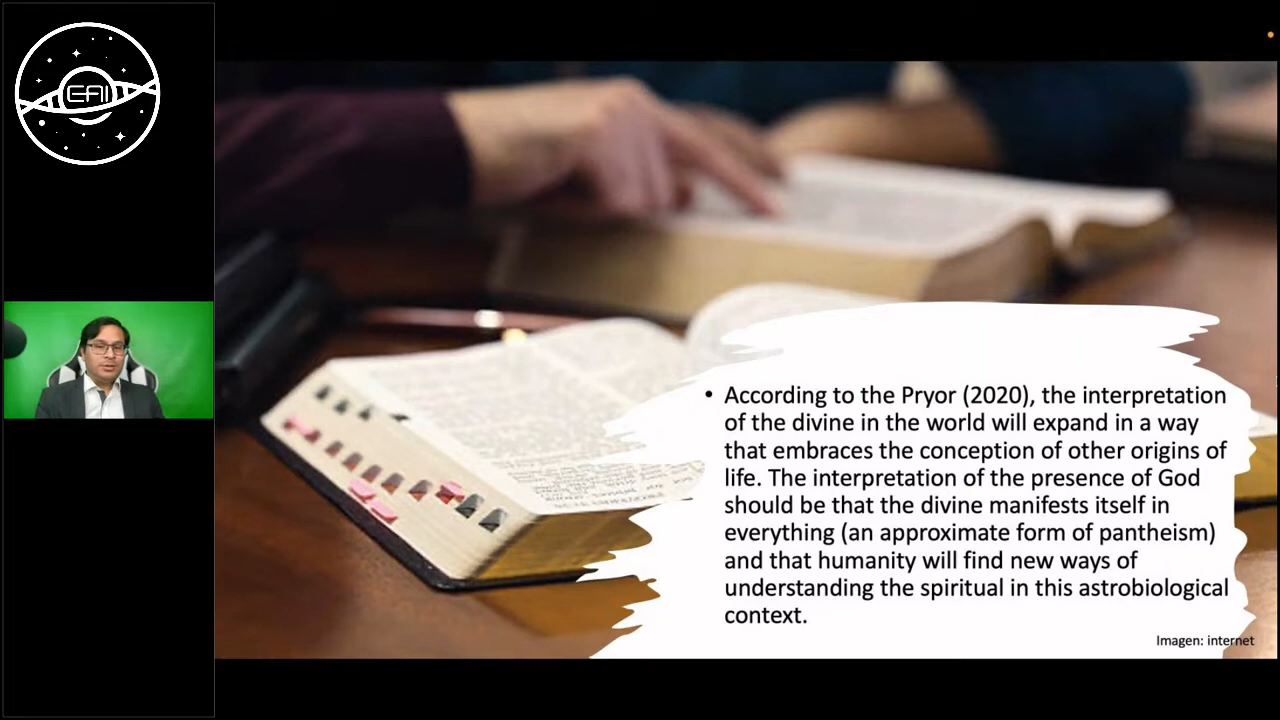 EAI
• According to the Pryor (2020), the interpretation
of the divine in the world will expand in a way
that embraces the conception of other origins of
life. The interpretation of the presence of God
should be that the divine manifests itself in
everything (an approximate form of pantheism)
and that humanity will find new ways of
understanding the spiritual in this astrobiological
context.
Imagen: internet